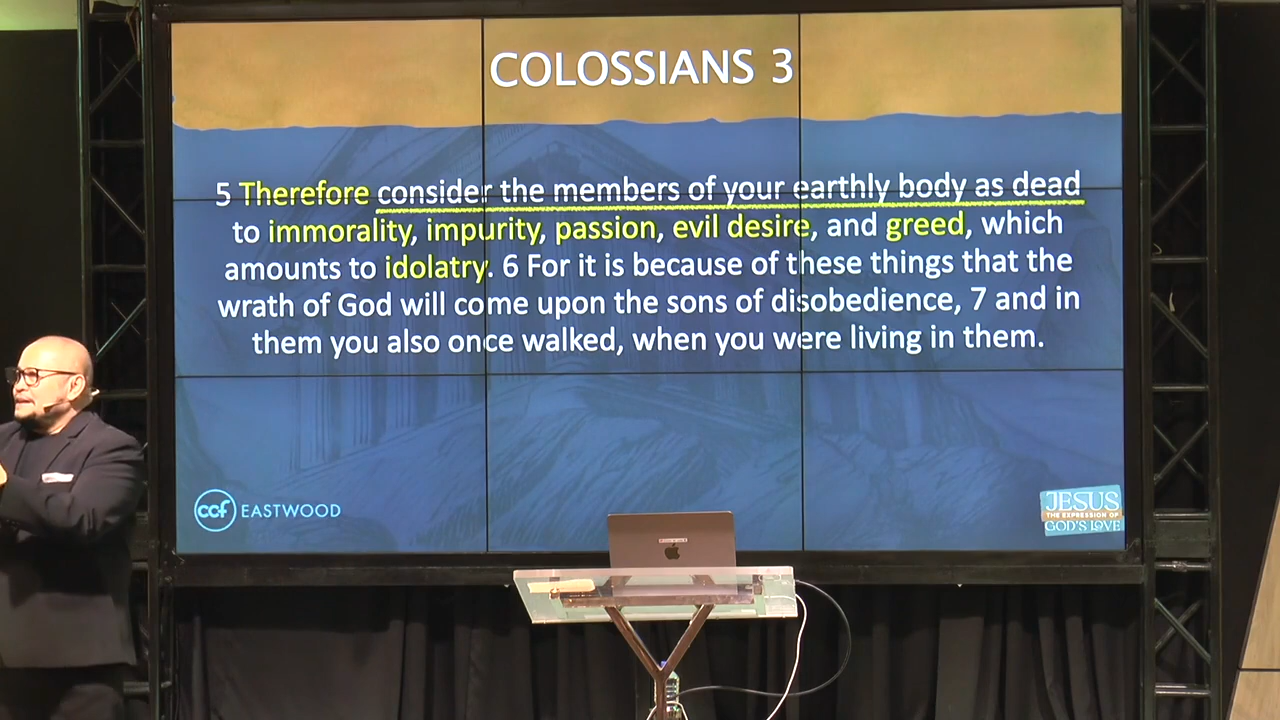 COLOSSIANS 3
5 Therefore consider the members of your earthly body as dead
to immorality, impurity, passion, evil desire, and greed, which
amounts to idolatry. 6 For it is because of these things that the
wrath of God will come upon the sons of disobedience, 7 and in
them you also once walked, when you were living in them.
ccf EASTWOOD
JESUS
THE EXPRESSION OF
GOD'S LOVE